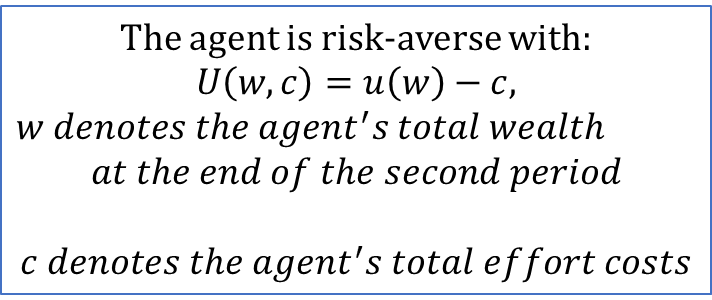 The agent is risk-averse with:
U(w, c) = u(w) − c,
w denotes the agent's total wealth
at the end of the second period
c denotes the agent's total effort costs